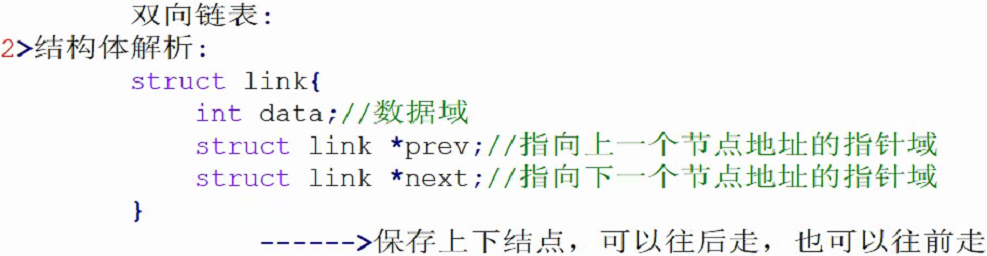 双向链表:
2>结构体解析:
struct link{
int data;//数据域
struct link *prev;//指向上一个节点地址的指针域
struct link *next;//指向下一个节点地址的指针域
}
------>保存上下结点，可以往后走，也可以往前走